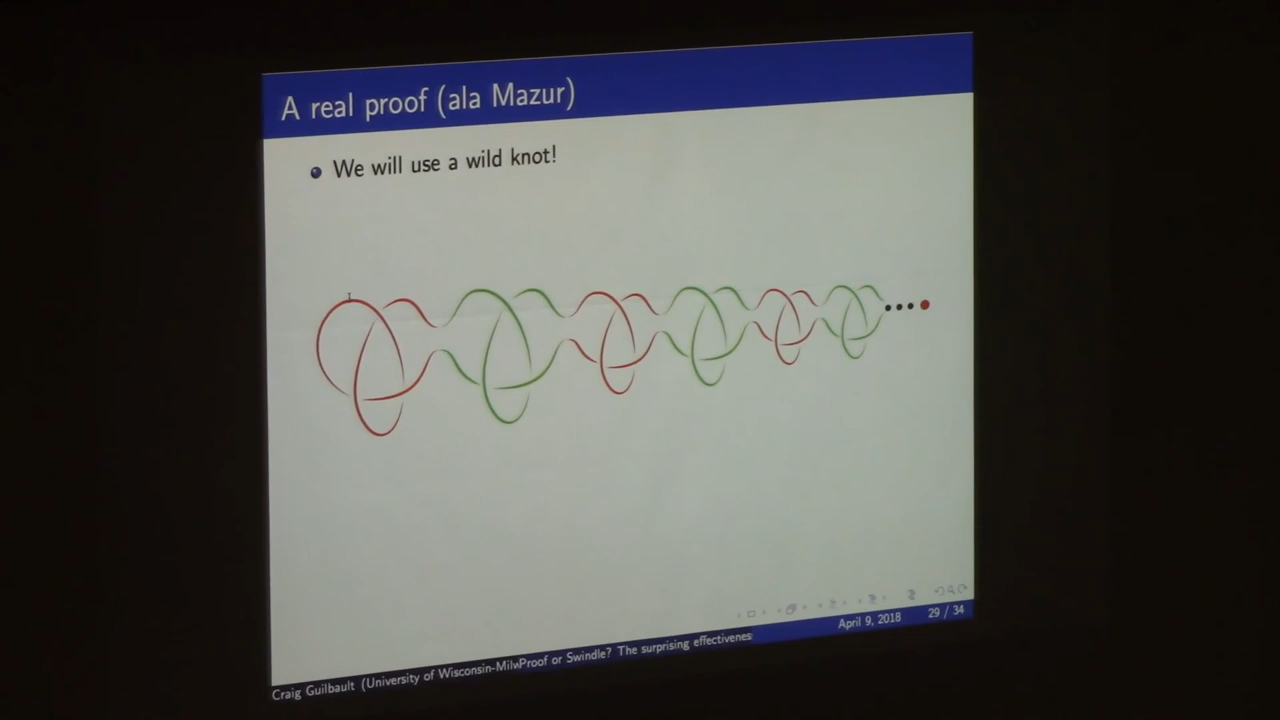 A real proof (ala Mazur)
We will use a wild knot!
Craig Guilbault (University of Wisconsin-Milw
Proof or Swindle? The surprising effectivenes
April 9, 2018
29 / 34